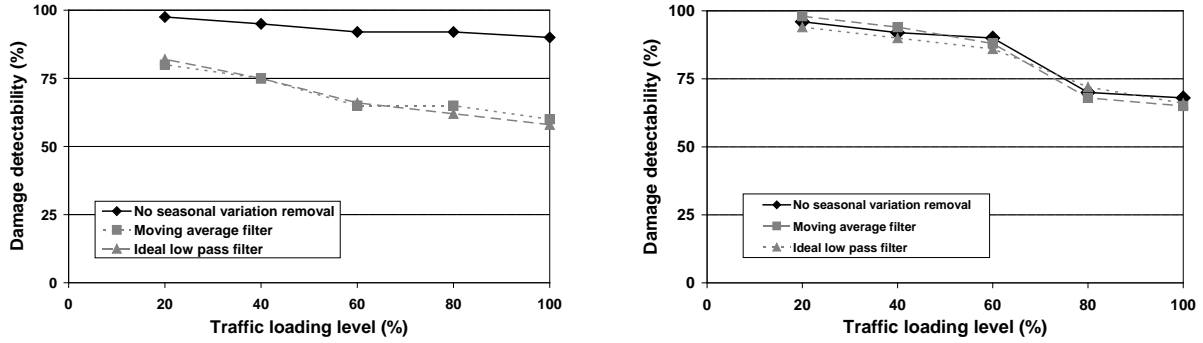 Damage detectability (%)
100
75
50
25
0
No seasonal variation removal
Moving average filter
Ideal low pass filter
0 20 40 60 80 100
Traffic loading level (%)
Damage detectability (%)
100
75
50
25
0
No seasonal variation removal
Moving average filter
Ideal low pass filter
0 20 40 60 80 100
Traffic loading level (%)